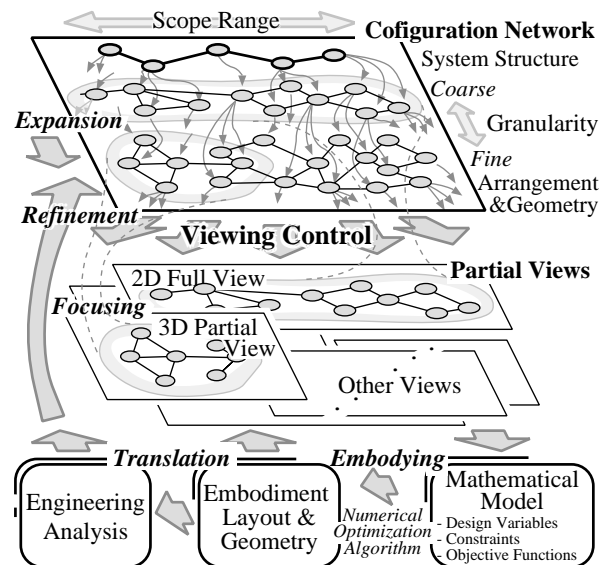 Scope Range
Cofiguration Network
System Structure
Coarse
Expansion
Granularity
Fine
Arrangement
&Geometry
Refinement
Viewing Control
2D Full View
Partial Views
Focusing
3D Partial
View
Other Views
Translation
Embodying
Engineering
Analysis
Embodiment
Layout &
Geometry
Numerical
Optimization
Algorithm
Mathematical
Model
- Design Variables
- Constraints
- Objective Functions